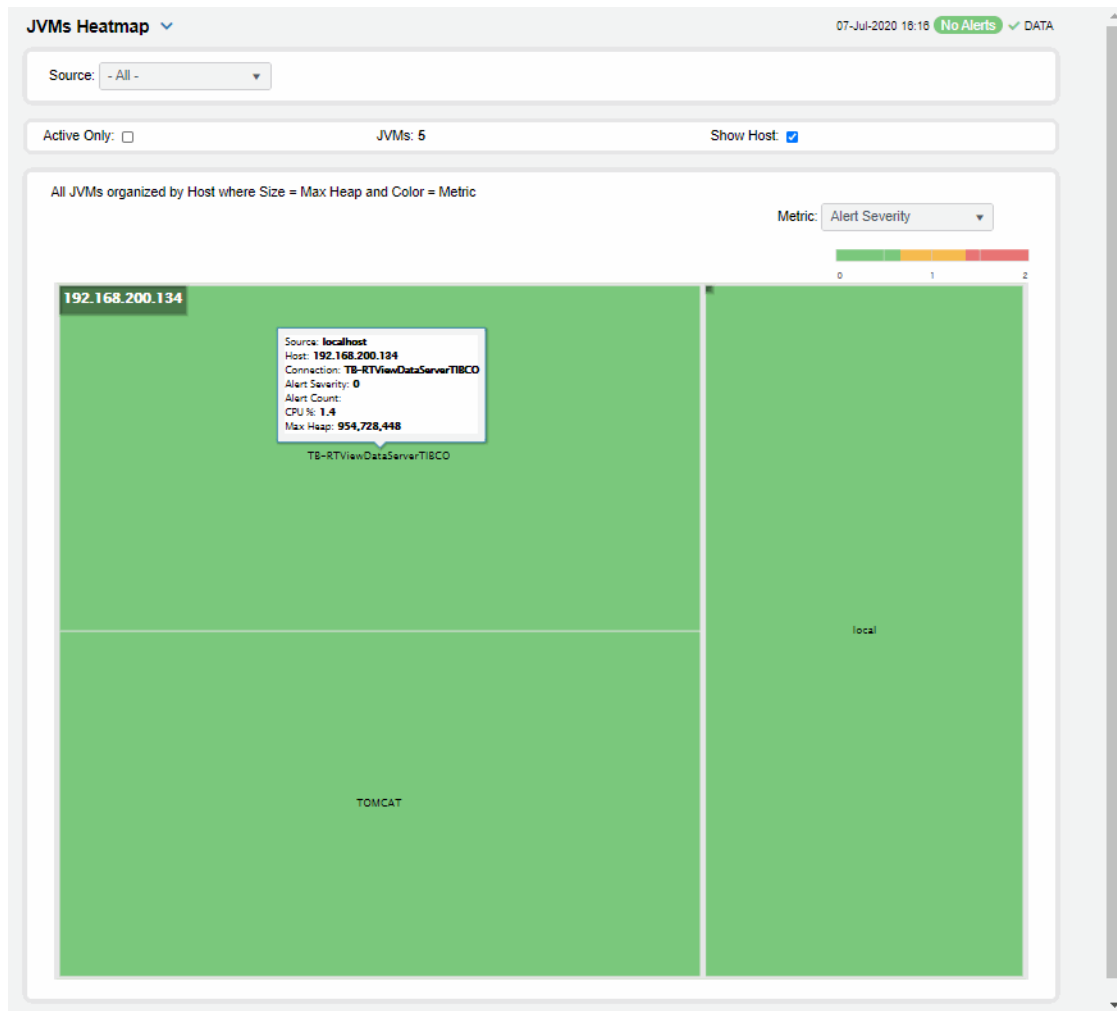 JVMs Heatmap
07-Jul-2020 16:16 No Alerts DATA
Source: - All -
Active Only:
JVMs: 5
Show Host:
All JVMs organized by Host where Size = Max Heap and Color = Metric
Metric: Alert Severity
0 1 2
192.168.200.134
Source: localhost
Host: 192.168.200.134
Connection: TB-RTViewDataServerTIBCO
Alert Severity: 0
Alert Count:
CPU %: 1.4
Max Heap: 954,728,448
TB-RTViewDataServerTIBCO
local
TOMCAT